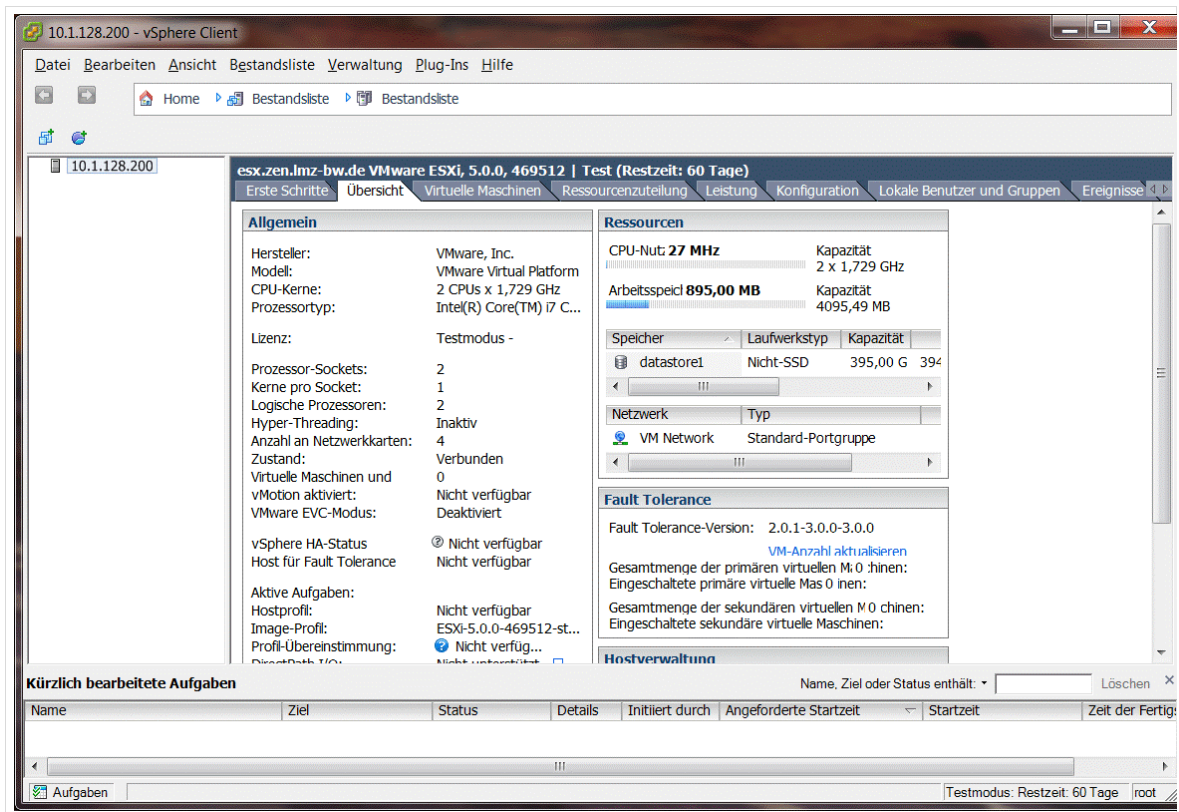 10.1.128.200 - vSphere Client
Datei Bearbeiten Ansicht Bestandsliste Verwaltung Plug-Ins Hilfe
Home Bestandsliste Bestandsliste
10.1.128.200
esx.zen.lmz-bw.de VMware ESXi, 5.0.0, 469512 | Test (Restzeit: 60 Tage)
Erste Schritte Übersicht Virtuelle Maschinen Ressourcenzuteilung Leistung Konfiguration Lokale Benutzer und Gruppen Ereignisse
Allgemein
Hersteller: VMware, Inc.
Modell: VMware Virtual Platform
CPU-Kerne: 2 CPUs x 1,729 GHz
Prozessortyp: Intel(R) Core(TM) i7 C...
Lizenz: Testmodus -
Prozessor-Sockets: 2
Kerne pro Socket: 1
Logische Prozessoren: 2
Hyper-Threading: Inaktiv
Anzahl an Netzwerkkarten: 4
Zustand: Verbunden
Virtuelle Maschinen und 0
vMotion aktiviert: Nicht verfügbar
VMware EVC-Modus: Deaktiviert
vSphere HA-Status Nicht verfügbar
Host für Fault Tolerance Nicht verfügbar
Aktive Aufgaben:
Hostprofil: Nicht verfügbar
Image-Profil: ESXi-5.0.0-469512-st...
Profil-Übereinstimmung: Nicht verfüg...
DirectPath I/O: Nicht unterstützt
Ressourcen
CPU-Nutz 27 MHz Kapazität
2 x 1,729 GHz
Arbeitsspeicl 895,00 MB Kapazität
4095,49 MB
Speicher Laufwerkstyp Kapazität
datastore1 Nicht-SSD 395,00 G 394
Netzwerk Typ
VM Network Standard-Portgruppe
Fault Tolerance
Fault Tolerance-Version: 2.0.1-3.0.0-3.0.0
VM-Anzahl aktualisieren
Gesamtmenge der primären virtuellen M 0 hinen:
Eingeschaltete primäre virtuelle Mas 0 inen:
Gesamtmenge der sekundären virtuellen M 0 chinen:
Eingeschaltete sekundäre virtuelle Maschinen:
Hostverwaltung
Kürzlich bearbeitete Aufgaben Name, Ziel oder Status enthält: Löschen
Name Ziel Status Details Initiiert durch Angeforderte Startzeit Startzeit Zeit der Fertigs
Aufgaben Testmodus: Restzeit: 60 Tage root